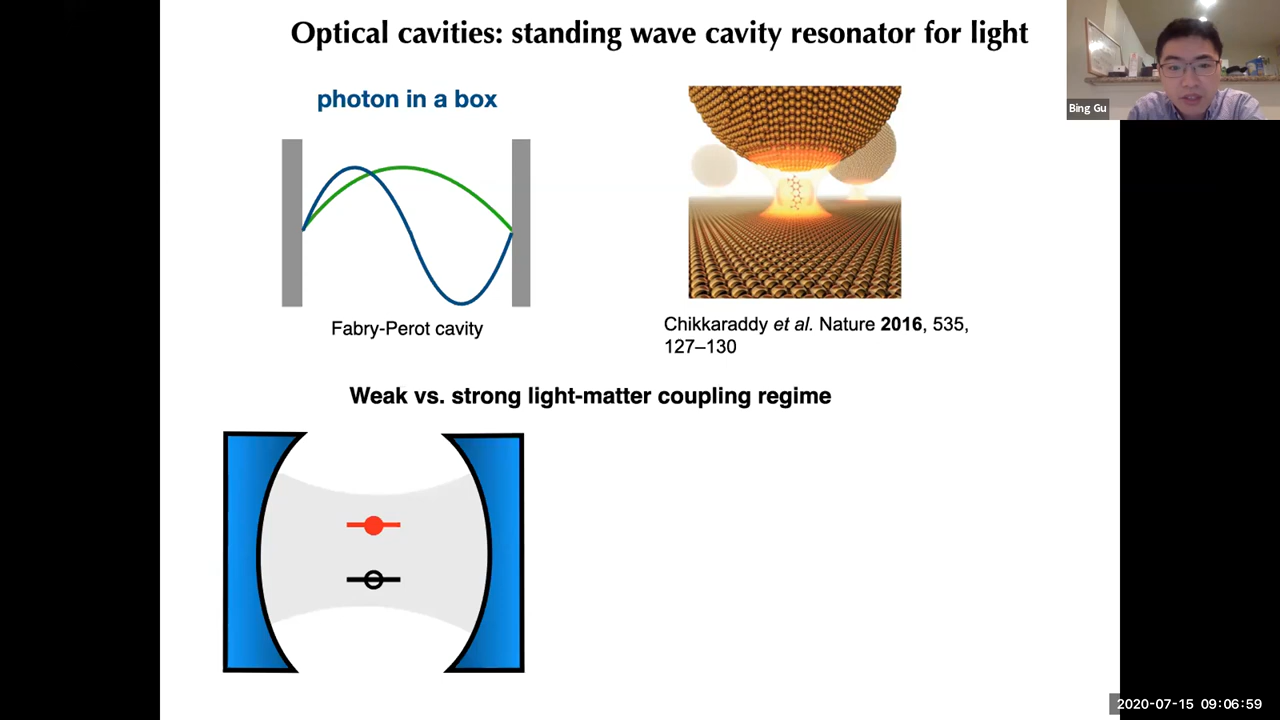 Optical cavities: standing wave cavity resonator for light
Bing Gu
photon in a box
Fabry-Perot cavity
Chikkaraddy et al. Nature 2016, 535,
127–130
Weak vs. strong light-matter coupling regime
2020-07-15 09:06:59